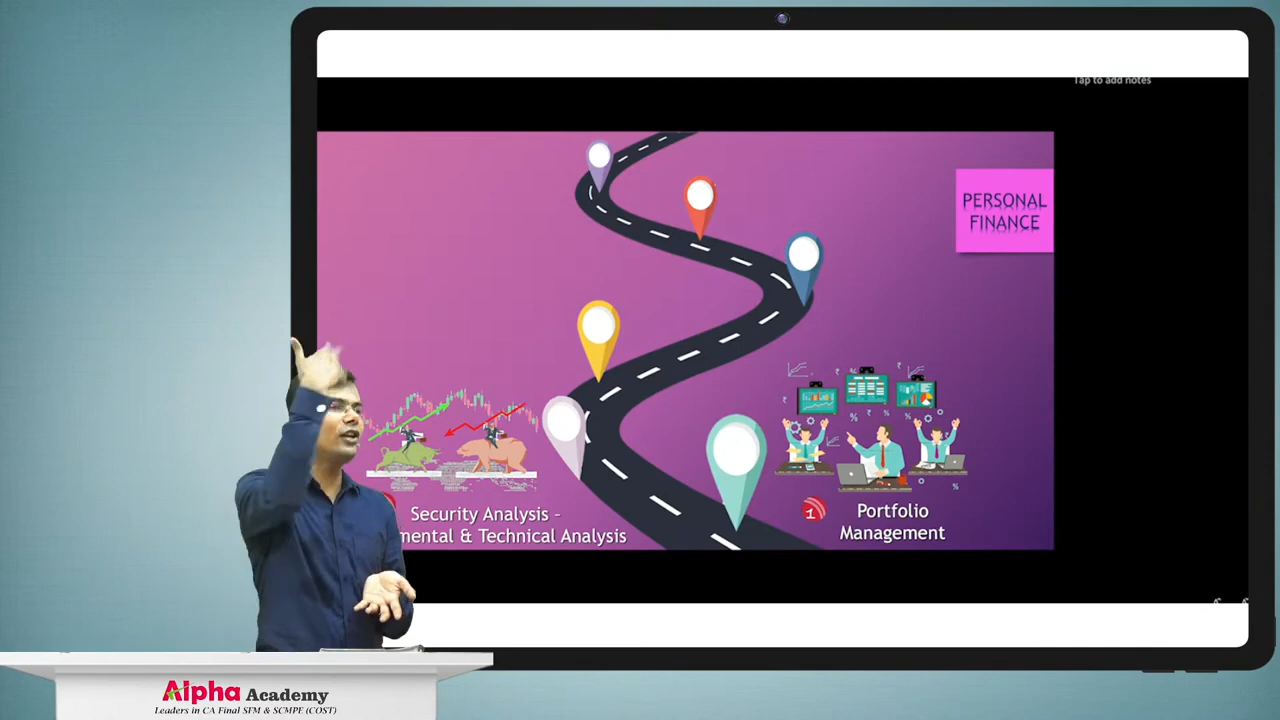 Tap to add notes
PERSONAL
FINANCE
Security Analysis –
mental & Technical Analysis
1
Portfolio
Management
Alpha Academy
Leaders in CA Final SFM & SCMPE (COST)